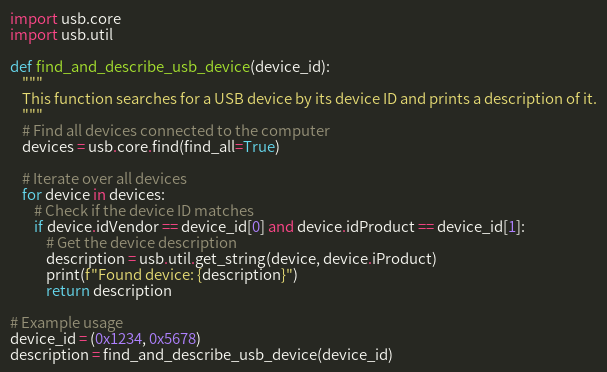 import usb.core
import usb.util

def find_and_describe_usb_device(device_id):
    """
    This function searches for a USB device by its device ID and prints a description of it.
    """
    # Find all devices connected to the computer
    devices = usb.core.find(find_all=True)

    # Iterate over all devices
    for device in devices:
        # Check if the device ID matches
        if device.idVendor == device_id[0] and device.idProduct == device_id[1]:
            # Get the device description
            description = usb.util.get_string(device, device.iProduct)
            print(f"Found device: {description}")
            return description

# Example usage
device_id = (0x1234, 0x5678)
description = find_and_describe_usb_device(device_id)